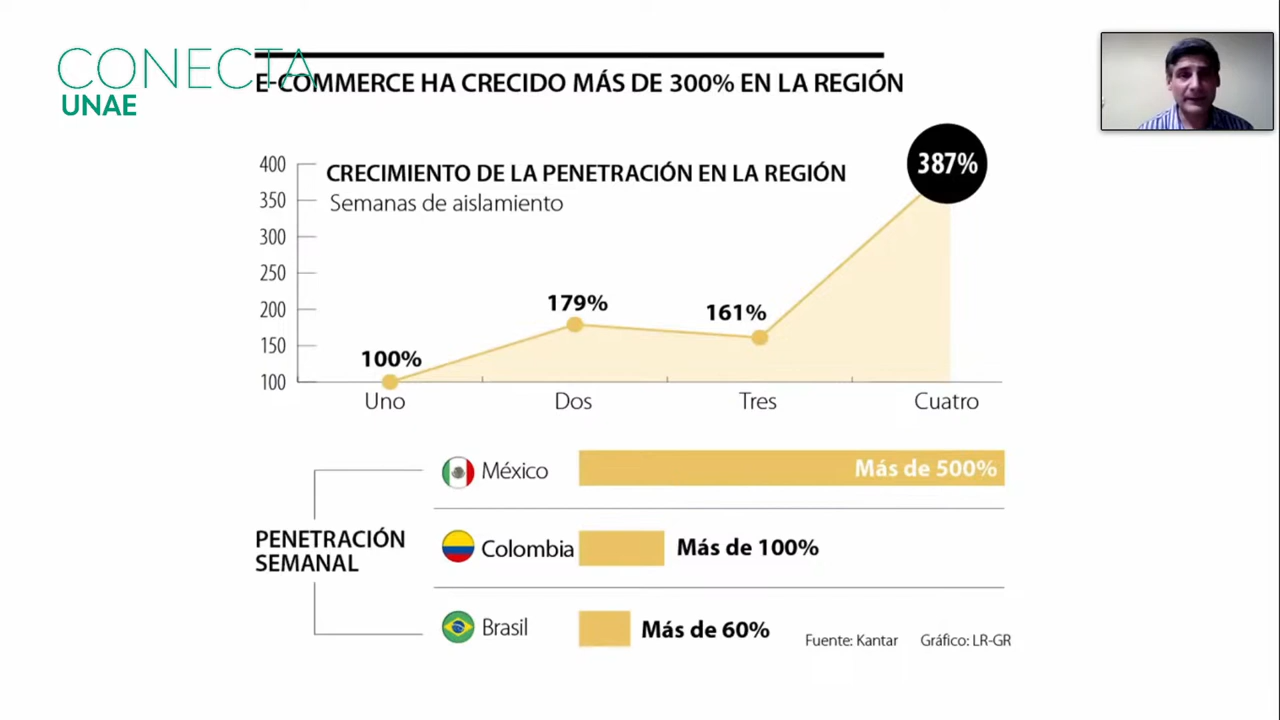 CONECTA
UNAE
E-COMMERCE HA CRECIDO MÁS DE 300% EN LA REGIÓN
CRECIMIENTO DE LA PENETRACIÓN EN LA REGIÓN
Semanas de aislamiento
400
350
300
250
200
150
100
100%
179%
161%
387%
Uno
Dos
Tres
Cuatro
PENETRACIÓN
SEMANAL
México
Más de 500%
Colombia
Más de 100%
Brasil
Más de 60%
Fuente: Kantar
Gráfico: LR-GR